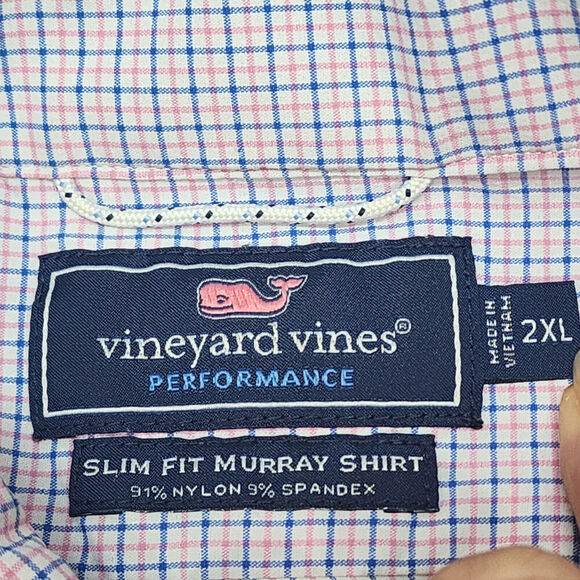 vineyard vines®
PERFORMANCE
MADE IN
VIETNAM
2XL
SLIM FIT MURRAY SHIRT
91% NYLON 9% SPANDEX